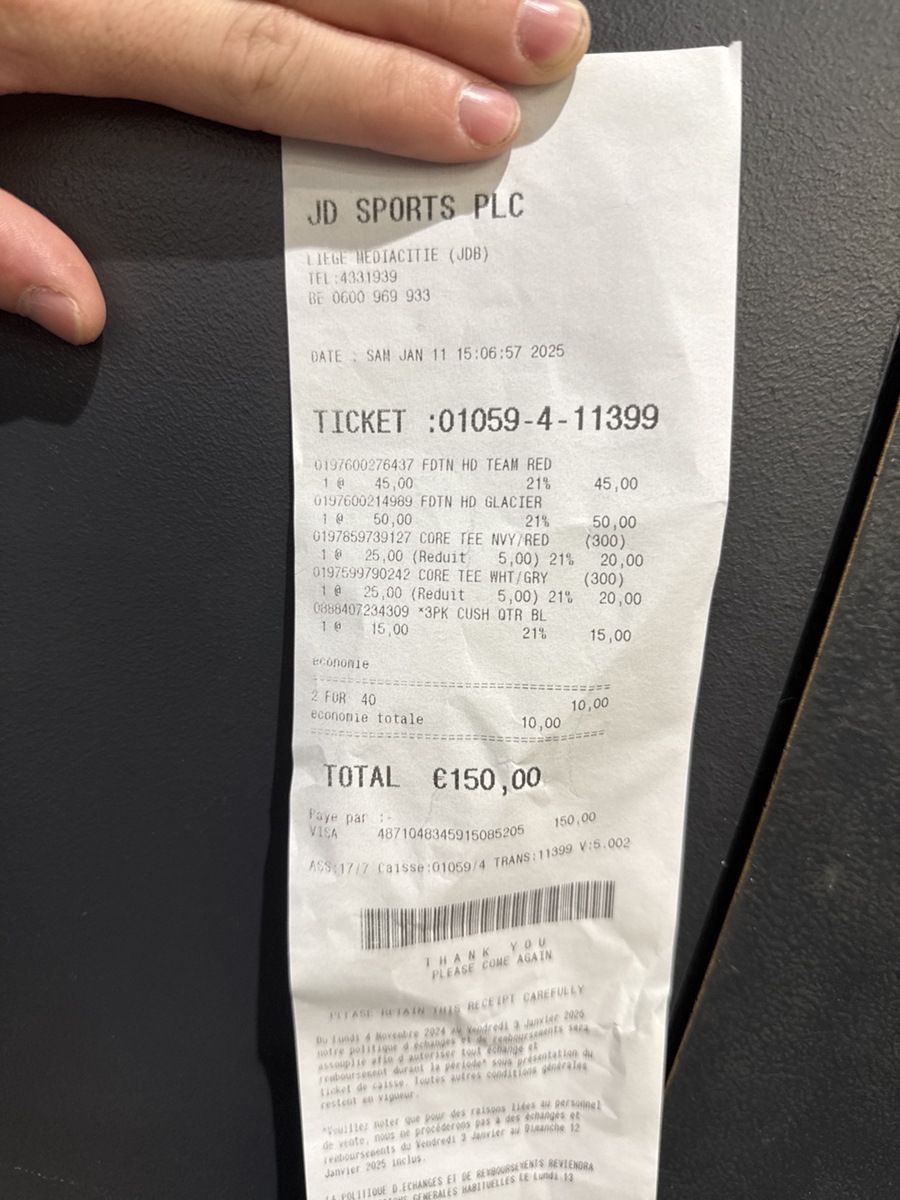 JD SPORTS PLC
LIEGE MEDIACITIE (JDB)
TEL:4331939
BE 0600 969 933
DATE : SAM JAN 11 15:06:57 2025
TICKET :01059-4-11399
0197600276437 FDTN HD TEAM RED
1 @ 45,00 21% 45,00
0197600214989 FDTN HD GLACIER
1 @ 50,00 21% 50,00
0197859739127 CORE TEE NVY/RED (300)
1 @ 25,00 (Reduit 5,00) 21% 20,00
0197599790242 CORE TEE WHT/GRY (300)
1 @ 25,00 (Reduit 5,00) 21% 20,00
0888407234309 *3PK CUSH QTR BL
1 @ 15,00 21% 15,00
economie
2 FOR 40 10,00
economie totale 10,00
TOTAL €150,00
Paye par :- 150,00
VISA 4871048345915085205
ASS:17/7 Caisse:01059/4 TRANS:11399 V:5.002
THANK YOU
PLEASE COME AGAIN
PLEASE RETAIN THIS RECEIPT CAREFULLY
Du Lundi 4 Novembre 2024 au Vendredi 3 Janvier 2025
notre politique d échanges et de remboursements sera
assouplie afin d autoriser tout échange et
remboursement durant la période* sous présentation du
ticket de caisse. Toutes autres conditions générales
restent en vigueur.
*Veuillez noter que pour des raisons liées au personnel
de vente, nous ne procéderons pas à des échanges et
remboursements du Vendredi 3 Janvier au Dimanche 12
Janvier 2025 inclus.
LA POLITIQUE D.ECHANGES ET DE REMBOURSEMENTS REVIENDRA
GENERALES HABITUELLES LE Lundi 13